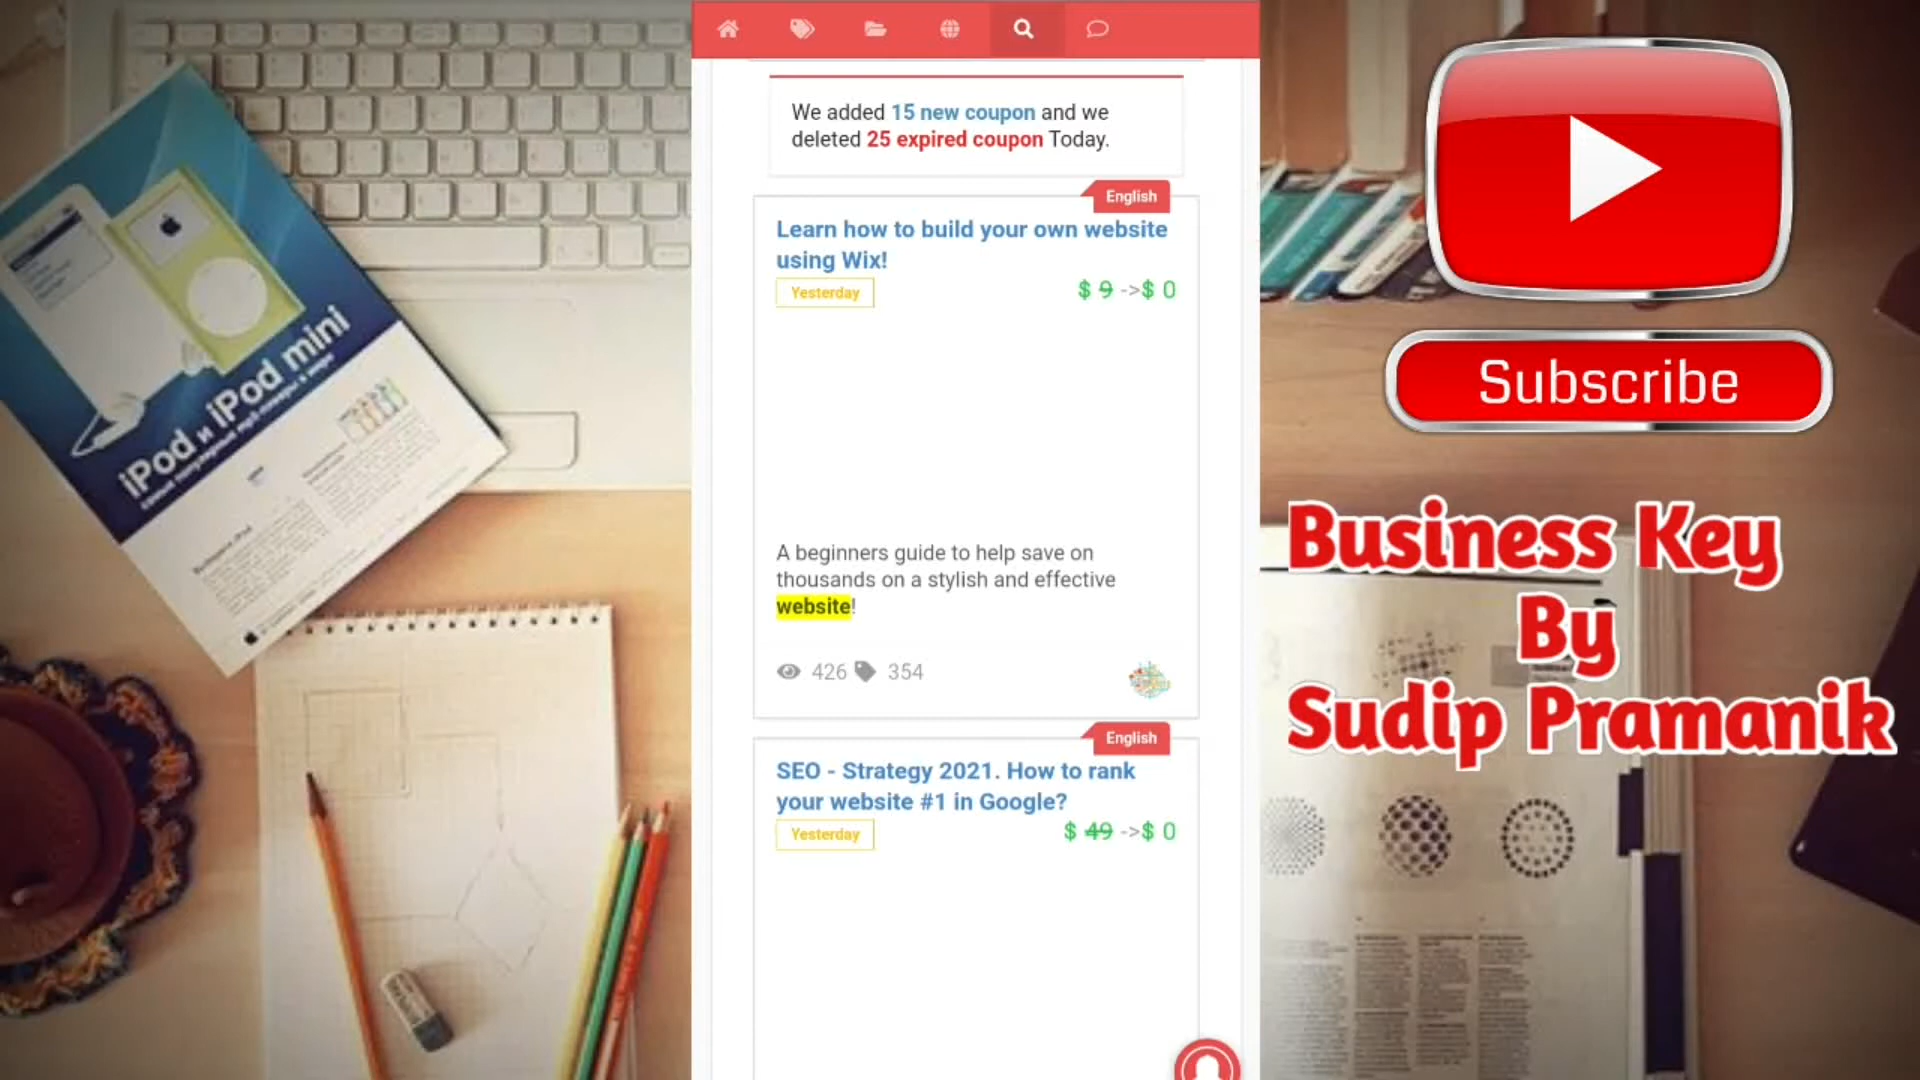 We added 15 new coupon and we
deleted 25 expired coupon Today.
English
Learn how to build your own website
using Wix!
Yesterday
$ 9 ->$ 0
A beginners guide to help save on
thousands on a stylish and effective
website!
426 354
English
SEO - Strategy 2021. How to rank
your website #1 in Google?
Yesterday
$ 49 ->$ 0
Subscribe
Business Key
By
Sudip Pramanik
iPod и iPod mini